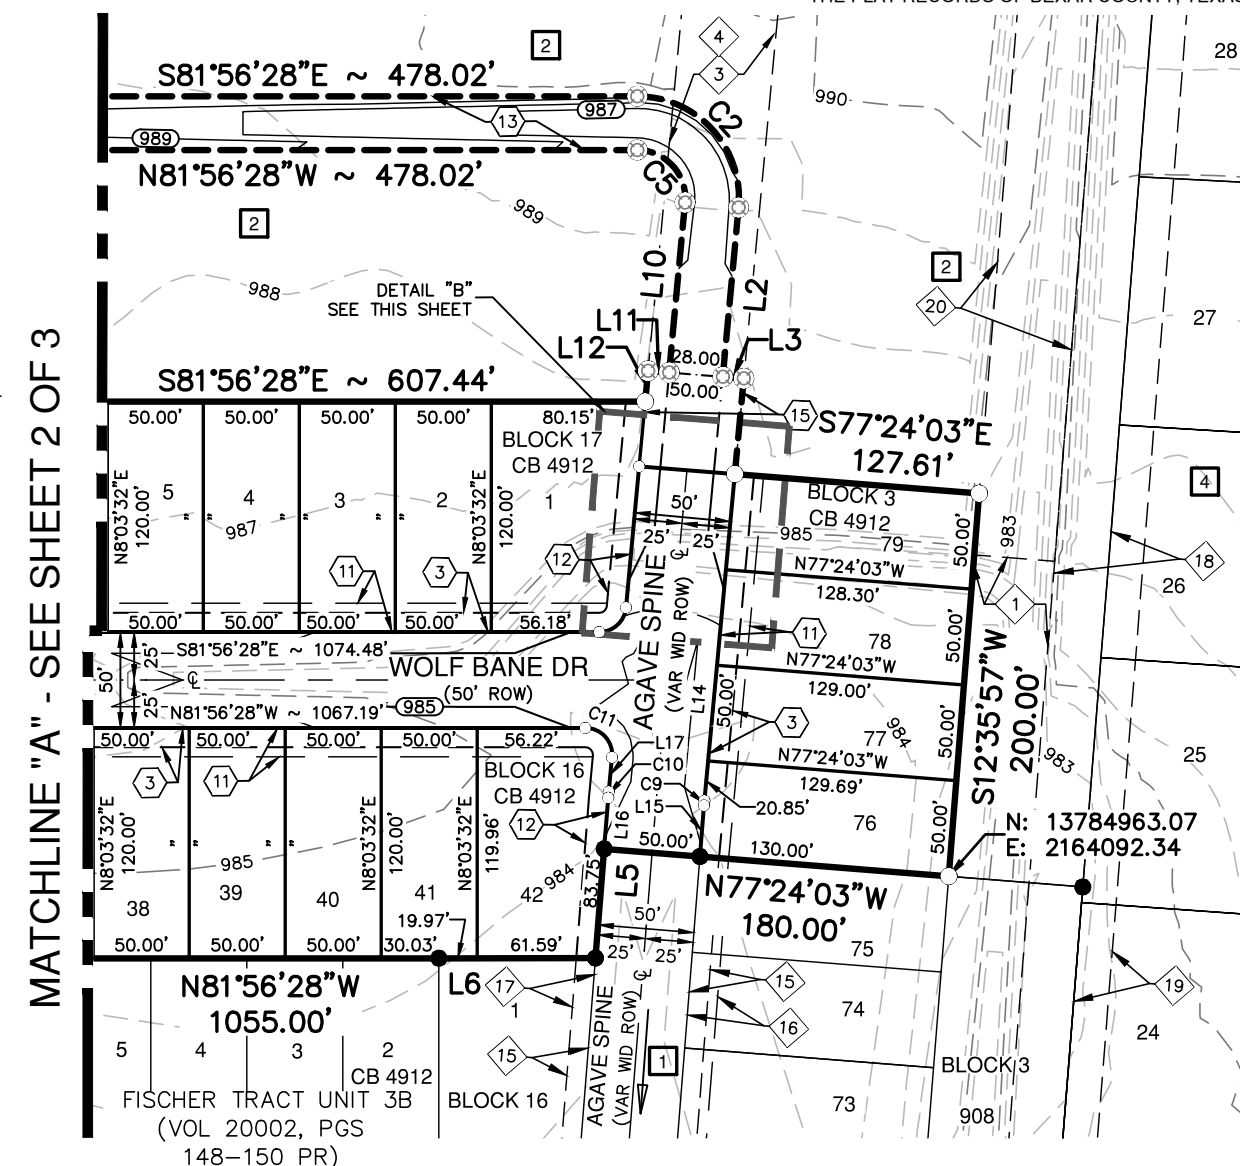 2
4
3
28
S81°56'28"E ~ 478.02'
990
987
C2
13
989
N81°56'28"W ~ 478.02'
C5
2
989
2
988
DETAIL "B"
SEE THIS SHEET
L10
L2
20
27
L11
L12
L3
28.00'
50.00'
S81°56'28"E ~ 607.44'
15
S77°24'03"E
127.61'
50.00'
50.00'
50.00'
50.00'
80.15'
BLOCK 17
CB 4912
N8°03'32"E
120.00'
5
4
3
2
1
"
"
"
"
987
N8°03'32"E
120.00'
50'
25'
25'
BLOCK 3
CB 4912
985
79
50.00'
983
4
N77°24'03"W
128.30'
18
26
11
3
12
1
50.00'
50.00'
50.00'
50.00'
56.18'
11
78
50.00'
N77°24'03"W
129.00'
25'
50'
25'
S81°56'28"E ~ 1074.48'
WOLF BANE DR
(50' ROW)
N81°56'28"W ~ 1067.19'
985
AGAVE SPINE
(VAR WID ROW)
L14
50.00'
3
77
984
50.00'
S12°35'57"W
200.00'
983
25
N77°24'03"W
129.69'
C11
L17
C10
C9
L15
20.85'
76
50.00'
50.00'
50.00'
50.00'
50.00'
56.22'
3
11
BLOCK 16
CB 4912
12
L16
50.00'
130.00'
N: 13784963.07
E: 2164092.34
N8°03'32"E
120.00'
"
"
"
"
985
N8°03'32"E
120.00'
N8°03'32"E
119.96'
984
83.75'
L5
N77°24'03"W
180.00'
38
39
40
41
42
19.97'
50.00'
50.00'
50.00'
30.03'
61.59'
50'
25'
25'
75
N81°56'28"W
1055.00'
L6
17
15
16
19
1
74
24
15
1
5
4
3
2
CB 4912
BLOCK 3
FISCHER TRACT UNIT 3B
(VOL 20002, PGS
148-150 PR)
BLOCK 16
AGAVE SPINE
(VAR WID ROW)
73
908
MATCHLINE "A" - SEE SHEET 2 OF 3